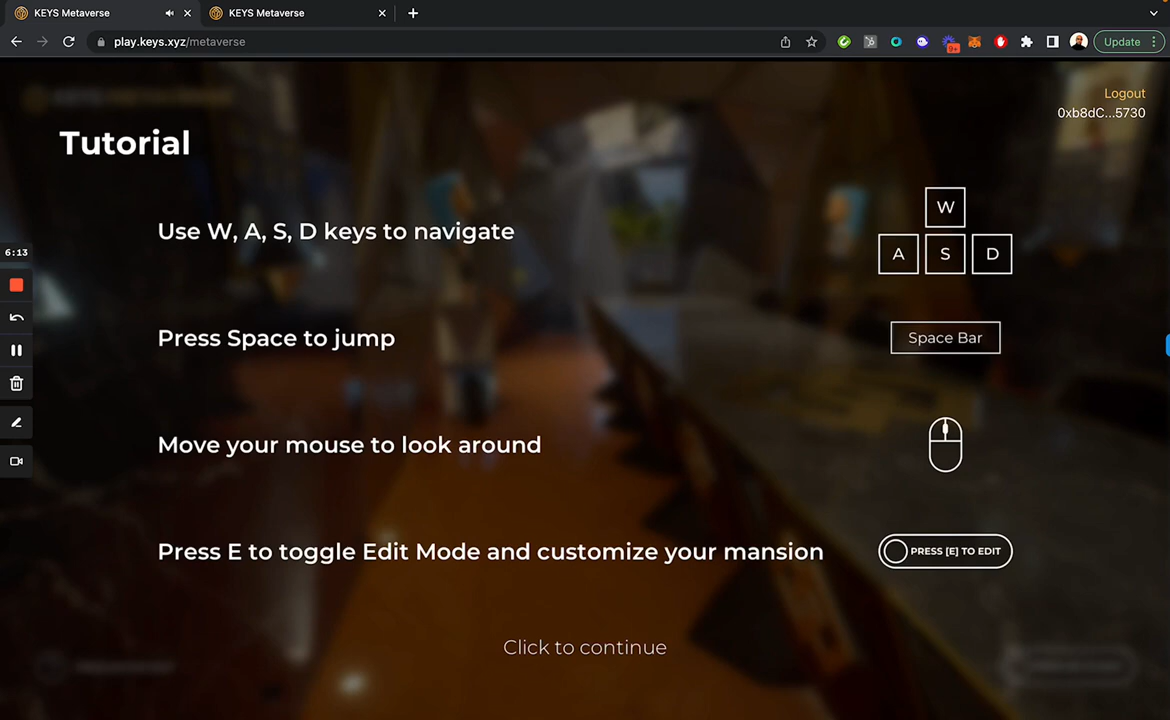 KEYS Metaverse
KEYS Metaverse
play.keys.xyz/metaverse
9+
Update
Logout
0xb8dC...5730
Tutorial
Use W, A, S, D keys to navigate
W
A S D
6:13
Press Space to jump
Space Bar
Move your mouse to look around
Press E to toggle Edit Mode and customize your mansion
PRESS [E] TO EDIT
Click to continue